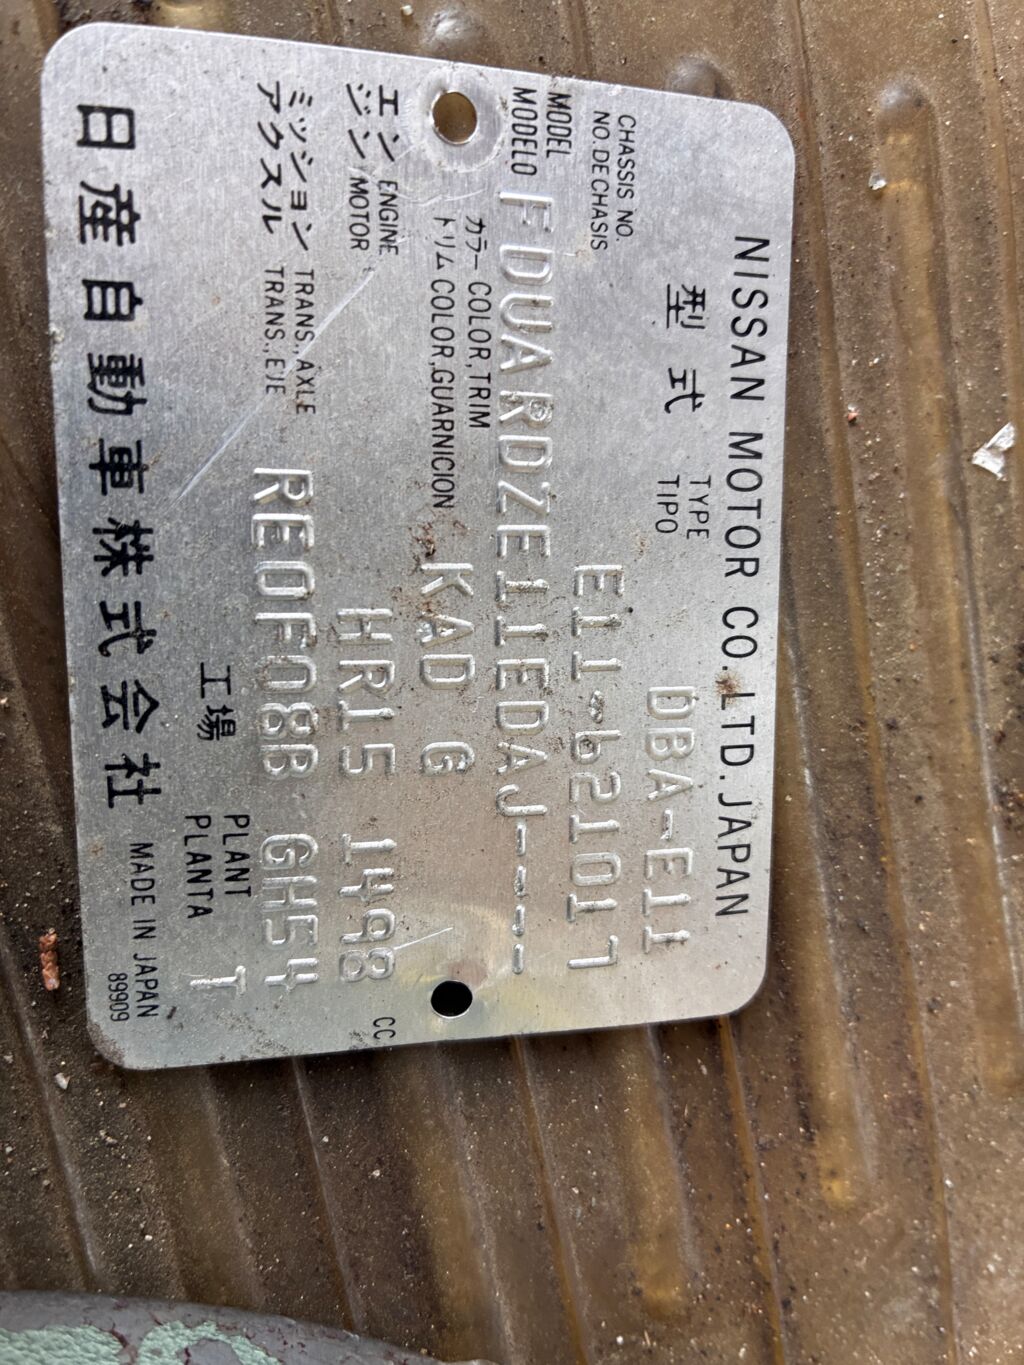 NISSAN MOTOR CO.,LTD.JAPAN
型式 TYPE TIPO DBA-E11
CHASSIS NO. NO.DE CHASIS E11-621017
MODEL MODELO FDUARDZE11EDAJ----
カラー COLOR,TRIM
トリム COLOR,GUARNICION KAD G
エンジン ENGINE MOTOR HR15 1498 CC
ミッション TRANS.,AXLE
アクスル TRANS.,EJE RE0F08B GH54
工場 PLANT PLANTA T
日産自動車株式会社 MADE IN JAPAN
89909